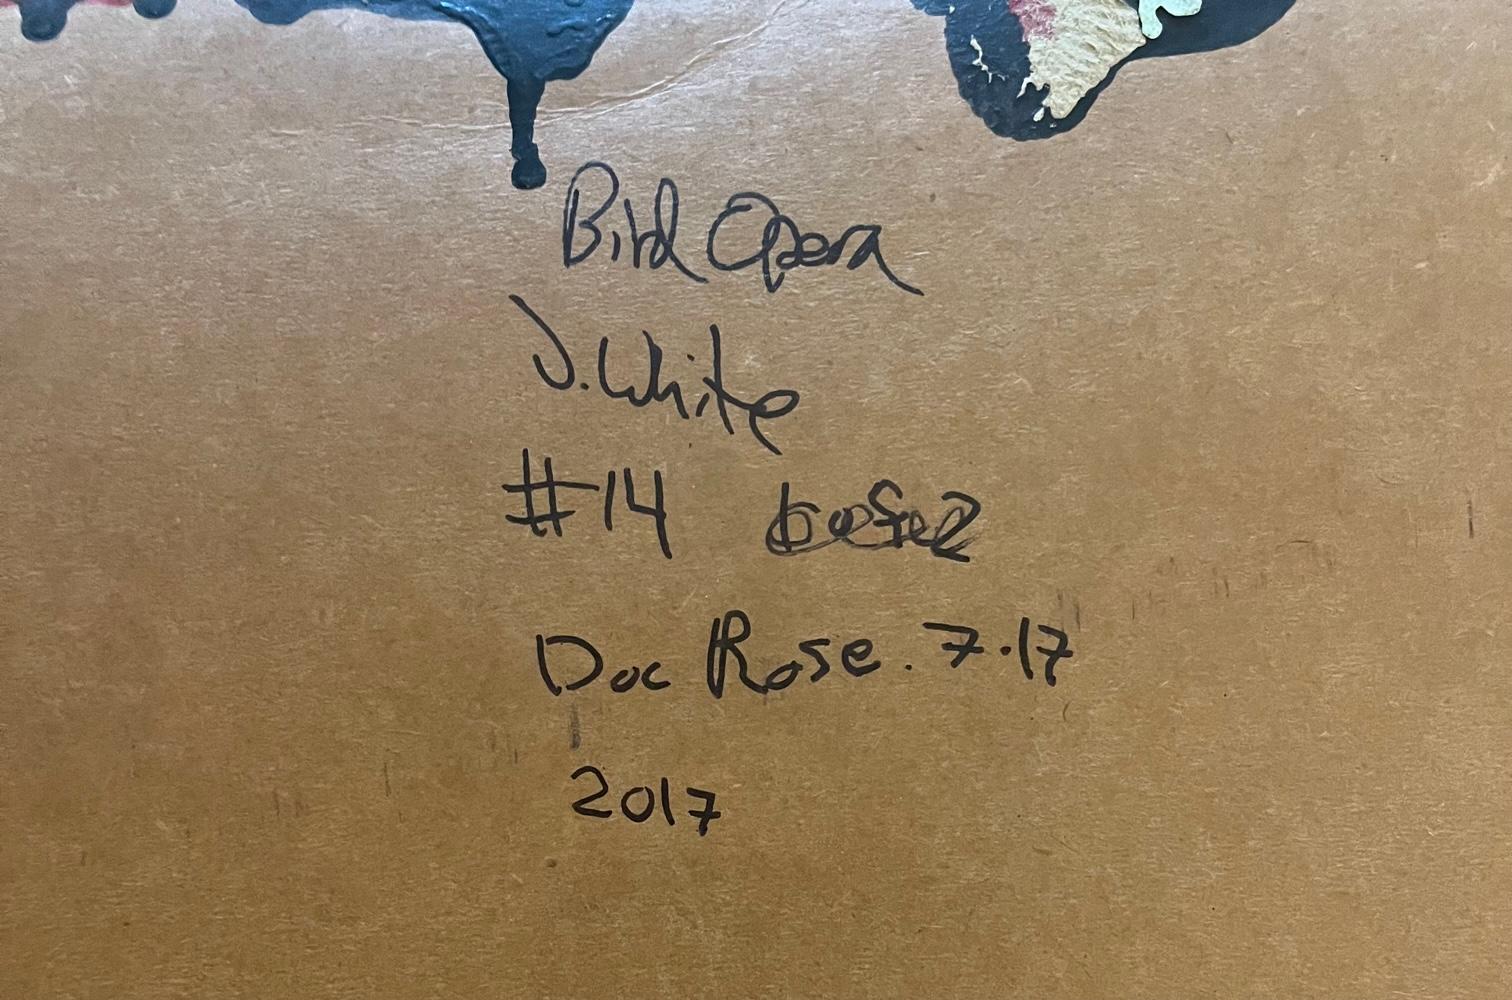 Bird Opera
J. White
#14
Doc Rose. 7.17
2017